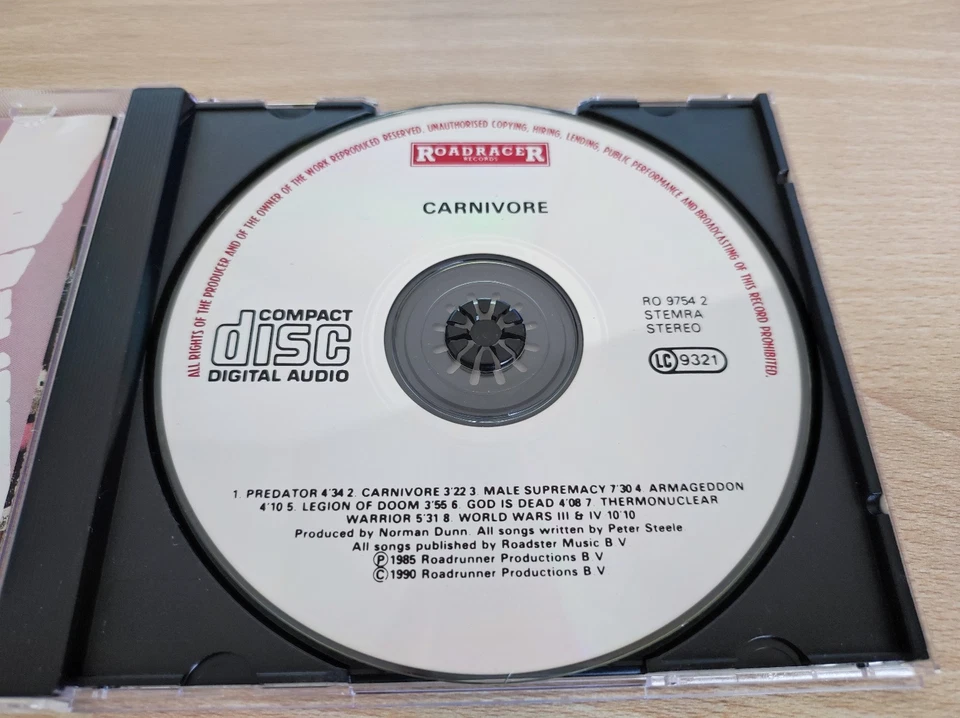 ALL RIGHTS OF THE PRODUCER AND OF THE OWNER OF THE WORK REPRODUCED RESERVED. UNAUTHORISED COPYING, HIRING, LENDING, PUBLIC PERFORMANCE AND BROADCASTING OF THIS RECORD PROHIBITED.
ROADRACER
RECORDS
CARNIVORE
COMPACT
disc
DIGITAL AUDIO
RO 9754 2
STEMRA
STEREO
LC 9321
1. PREDATOR 4'34 2. CARNIVORE 3'22 3. MALE SUPREMACY 7'30 4. ARMAGEDDON
4'10 5. LEGION OF DOOM 3'55 6. GOD IS DEAD 4'08 7. THERMONUCLEAR
WARRIOR 5'31 8. WORLD WARS III & IV 10'10
Produced by Norman Dunn. All songs written by Peter Steele
All songs published by Roadster Music B.V.
Ⓟ 1985 Roadrunner Productions B.V.
Ⓒ 1990 Roadrunner Productions B.V.